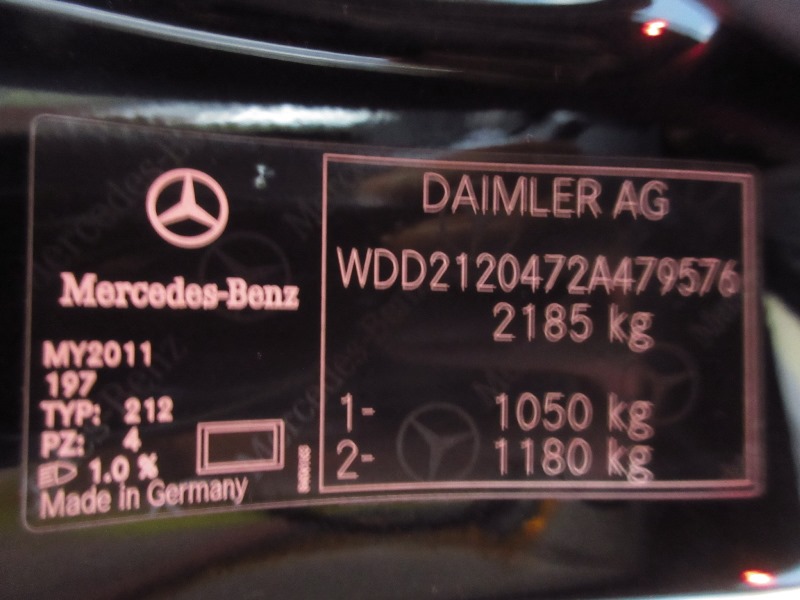 Mercedes-Benz
MY2011
197
TYP: 212
PZ: 4
1.0 %
Made in Germany
DAIMLER AG
WDD2120472A479576
2185 kg
1- 1050 kg
2- 1180 kg